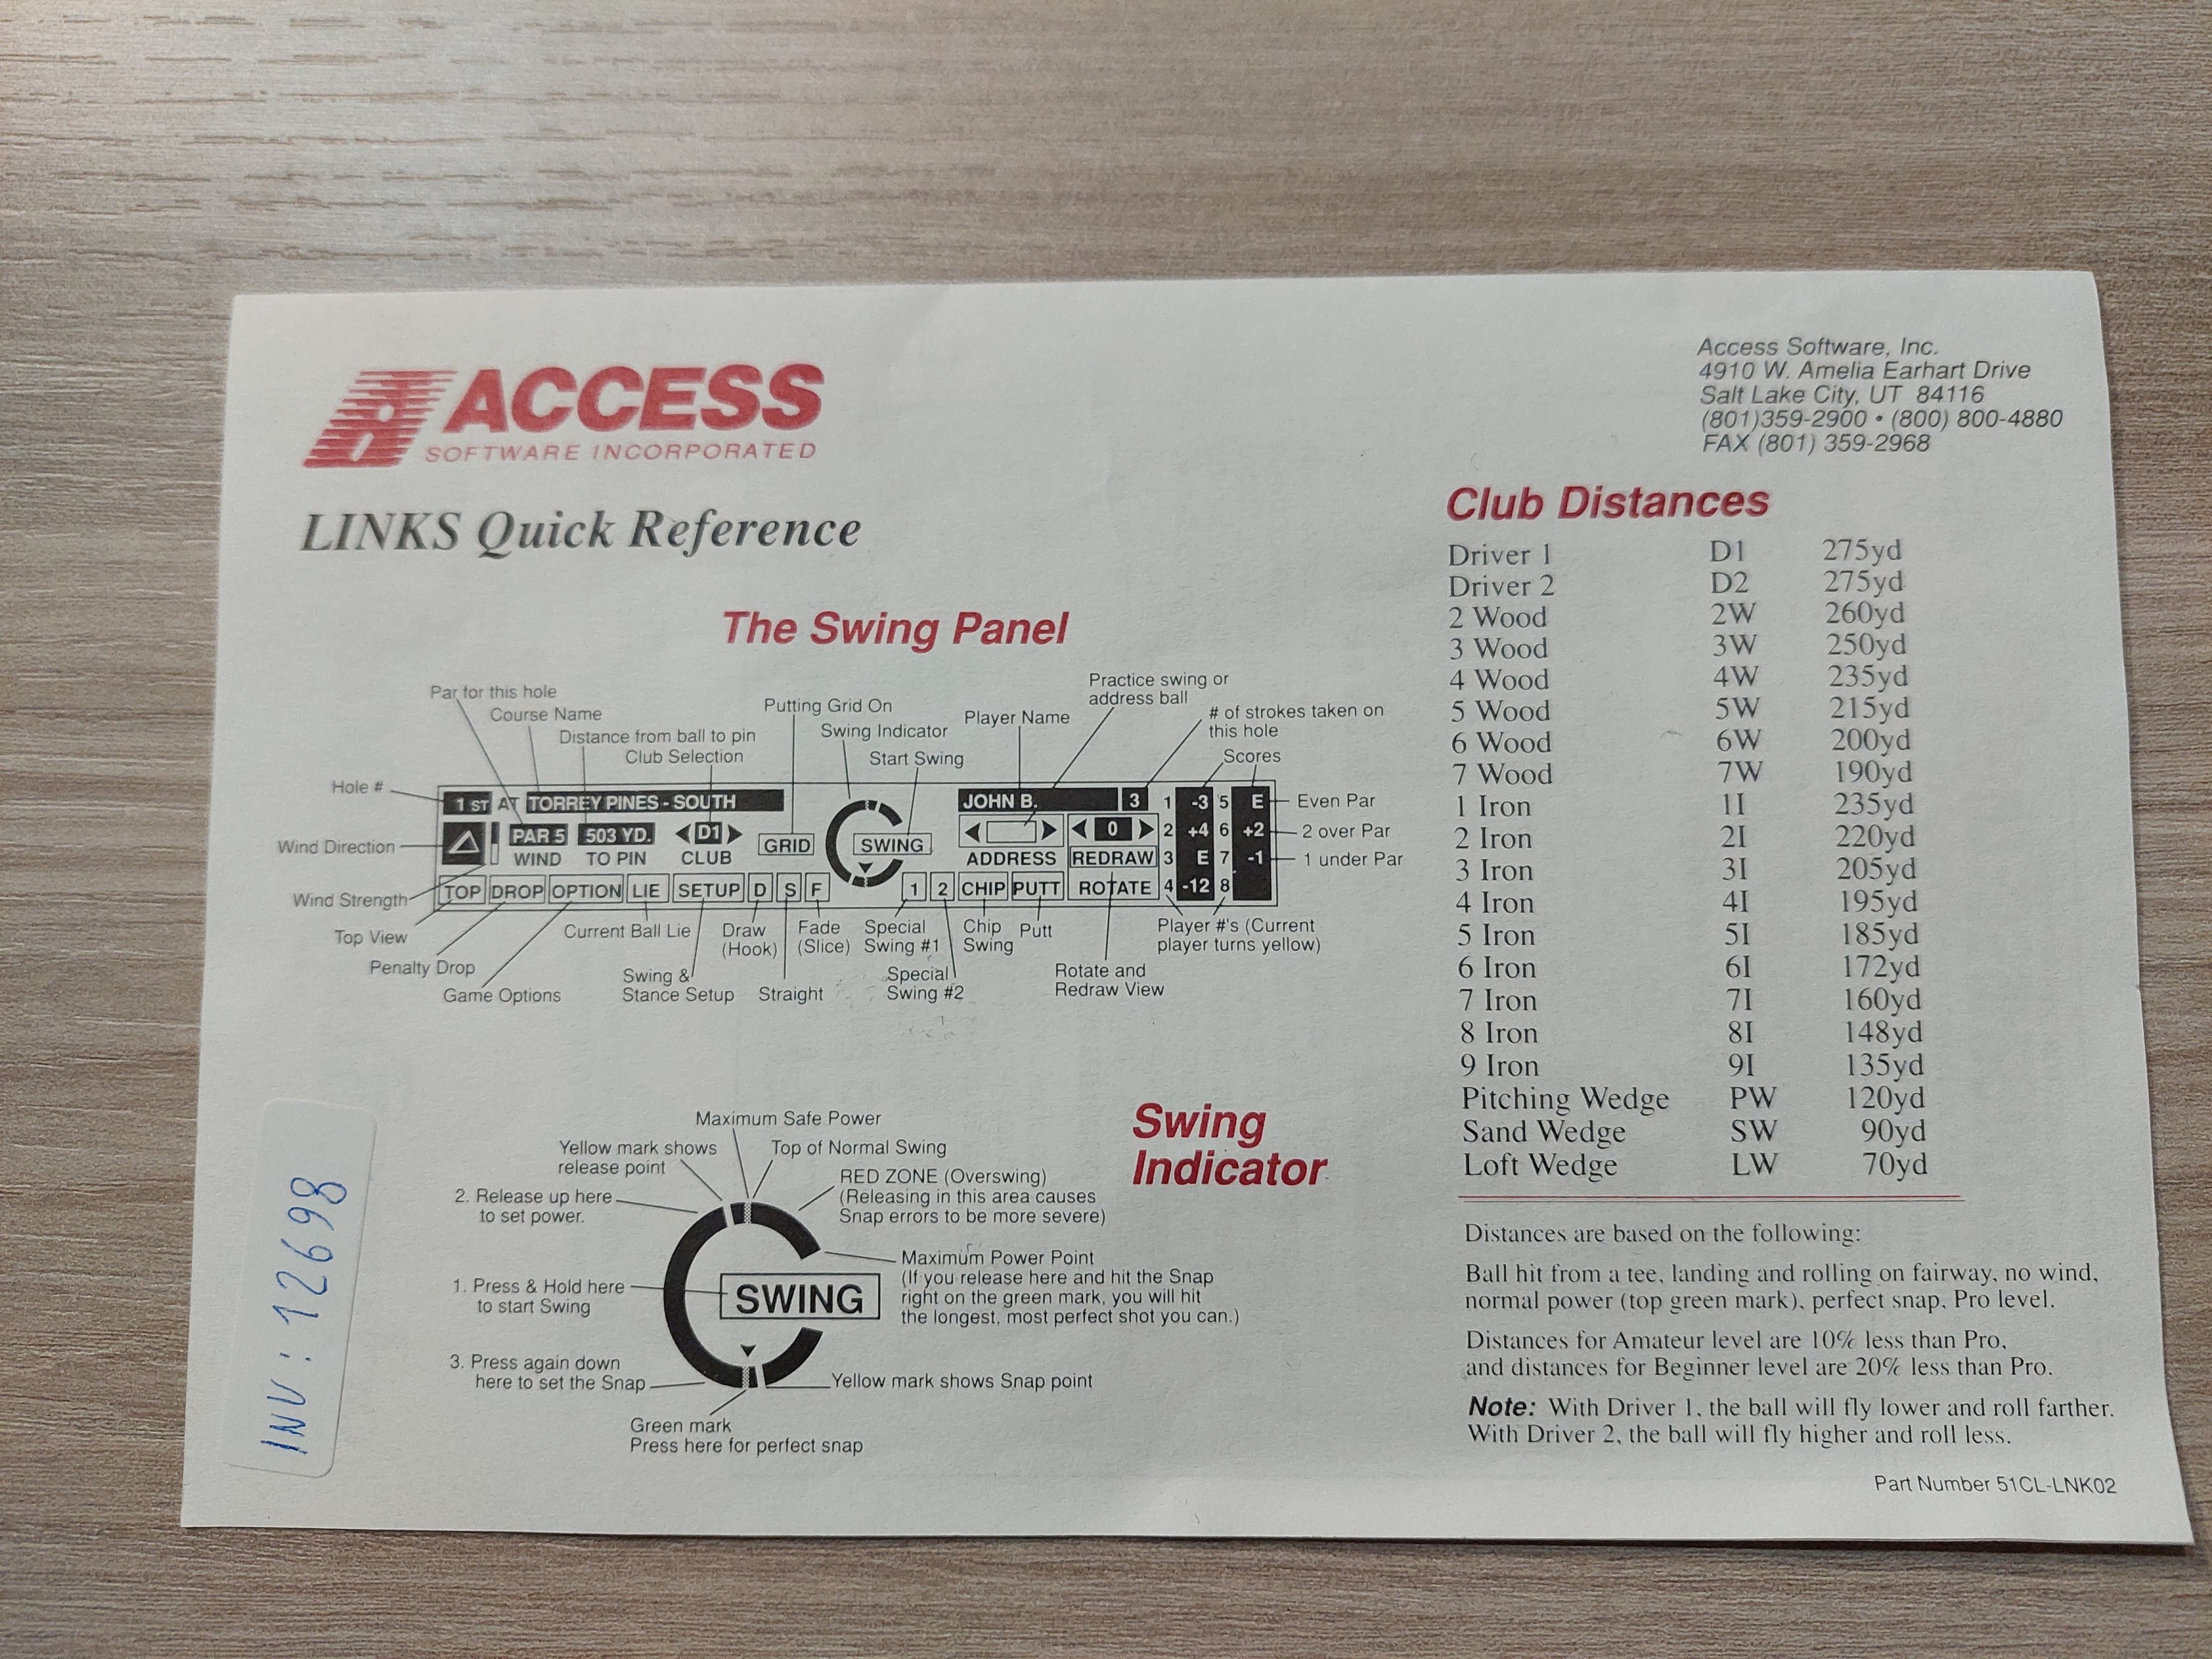 ACCESS
SOFTWARE INCORPORATED
Access Software, Inc.
4910 W. Amelia Earhart Drive
Salt Lake City, UT 84116
(801)359-2900 • (800) 800-4880
FAX (801) 359-2968
LINKS Quick Reference
The Swing Panel
Par for this hole
Course Name
Distance from ball to pin
Club Selection
Putting Grid On
Swing Indicator
Start Swing
Player Name
Practice swing or
address ball
# of strokes taken on
this hole
Scores
Hole #
Wind Direction
Wind Strength
1 ST AT TORREY PINES - SOUTH
PAR 5 503 YD. D1
WIND TO PIN CLUB
GRID
SWING
JOHN B. 3
0
ADDRESS REDRAW
TOP DROP OPTION LIE SETUP D S F
1 2 CHIP PUTT ROTATE
1 -3 5 E
2 +4 6 +2
3 E 7 -1
4 -12 8
Even Par
2 over Par
1 under Par
Top View
Penalty Drop
Game Options
Current Ball Lie
Swing &
Stance Setup
Draw
(Hook)
Straight
Fade
(Slice)
Special
Swing #1
Special
Swing #2
Chip
Swing
Putt
Rotate and
Redraw View
Player #'s (Current
player turns yellow)
Swing
Indicator
Maximum Safe Power
Yellow mark shows
release point
Top of Normal Swing
RED ZONE (Overswing)
(Releasing in this area causes
Snap errors to be more severe)
2. Release up here
to set power.
Maximum Power Point
(If you release here and hit the Snap
right on the green mark, you will hit
the longest, most perfect shot you can.)
1. Press & Hold here
to start Swing
SWING
3. Press again down
here to set the Snap
Yellow mark shows Snap point
Green mark
Press here for perfect snap
Club Distances
Driver 1 D1 275yd
Driver 2 D2 275yd
2 Wood 2W 260yd
3 Wood 3W 250yd
4 Wood 4W 235yd
5 Wood 5W 215yd
6 Wood 6W 200yd
7 Wood 7W 190yd
1 Iron 1I 235yd
2 Iron 2I 220yd
3 Iron 3I 205yd
4 Iron 4I 195yd
5 Iron 5I 185yd
6 Iron 6I 172yd
7 Iron 7I 160yd
8 Iron 8I 148yd
9 Iron 9I 135yd
Pitching Wedge PW 120yd
Sand Wedge SW 90yd
Loft Wedge LW 70yd
Distances are based on the following:
Ball hit from a tee, landing and rolling on fairway, no wind,
normal power (top green mark), perfect snap, Pro level.
Distances for Amateur level are 10% less than Pro,
and distances for Beginner level are 20% less than Pro.
Note: With Driver 1, the ball will fly lower and roll farther.
With Driver 2, the ball will fly higher and roll less.
Part Number 51CL-LNK02
INV: 12698